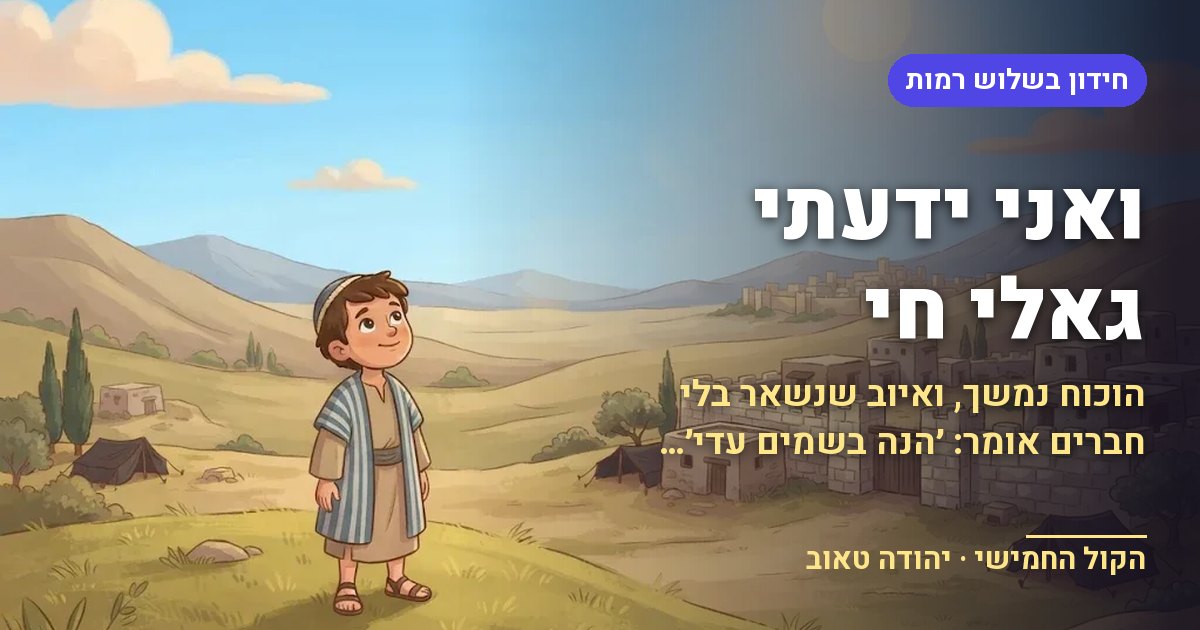 חידון בשלוש רמות
ואני ידעתי
גאלי חי
הוכוח נמשך, ואיוב שנשאר בלי
חברים אומר: ׳הנה בשמים עדי׳...
הקול החמישי · יהודה טאוב